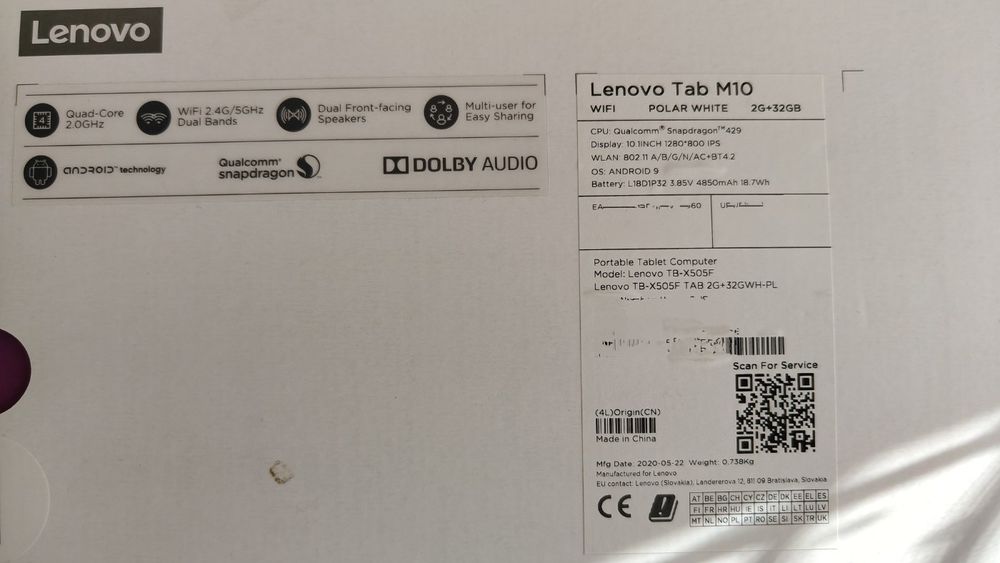 Lenovo
Quad-Core
2.0GHz
WiFi 2.4G/5GHz
Dual Bands
Dual Front-facing
Speakers
Multi-user for
Easy Sharing
ANDROID™ technology
Qualcomm®
snapdragon
DOLBY AUDIO
Lenovo Tab M10
WIFI POLAR WHITE 2G+32GB
CPU: Qualcomm® Snapdragon™429
Display: 10.1INCH 1280*800 IPS
WLAN: 802.11 A/B/G/N/AC+BT4.2
OS: ANDROID 9
Battery: L18D1P32 3.85V 4850mAh 18.7Wh
Portable Tablet Computer
Model: Lenovo TB-X505F
Lenovo TB-X505F TAB 2G+32GWH-PL
Scan For Service
(4L)Origin(CN)
Made in China
Mfg Date: 2020-05-22 Weight: 0.738Kg
Manufactured for Lenovo
EU contact: Lenovo (Slovakia), Landererova 12, 811 09 Bratislava, Slovakia
CE
AT BE BG CH CY CZ DE DK EE EL ES
FI FR HR HU IE IS IT LI LT LU LV
MT NL NO PL PT RO SE SI SK TR UK